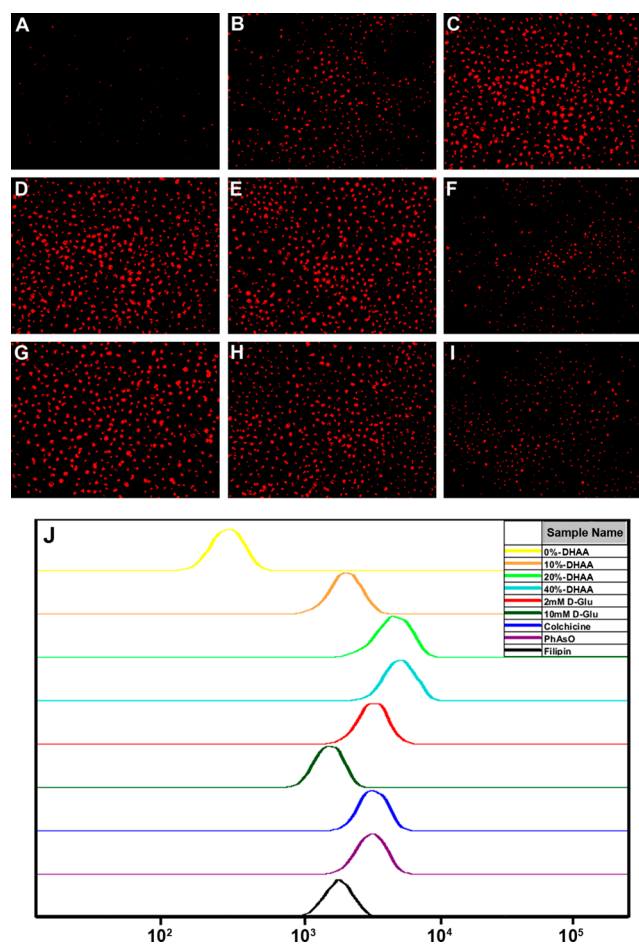 A
B
C
D
E
F
G
H
I
J
Sample Name
0%-DHAA
10%-DHAA
20%-DHAA
40%-DHAA
2mM D-Glu
10mM D-Glu
Colchicine
PhAsO
Filipin
10² 10³ 10⁴ 10⁵